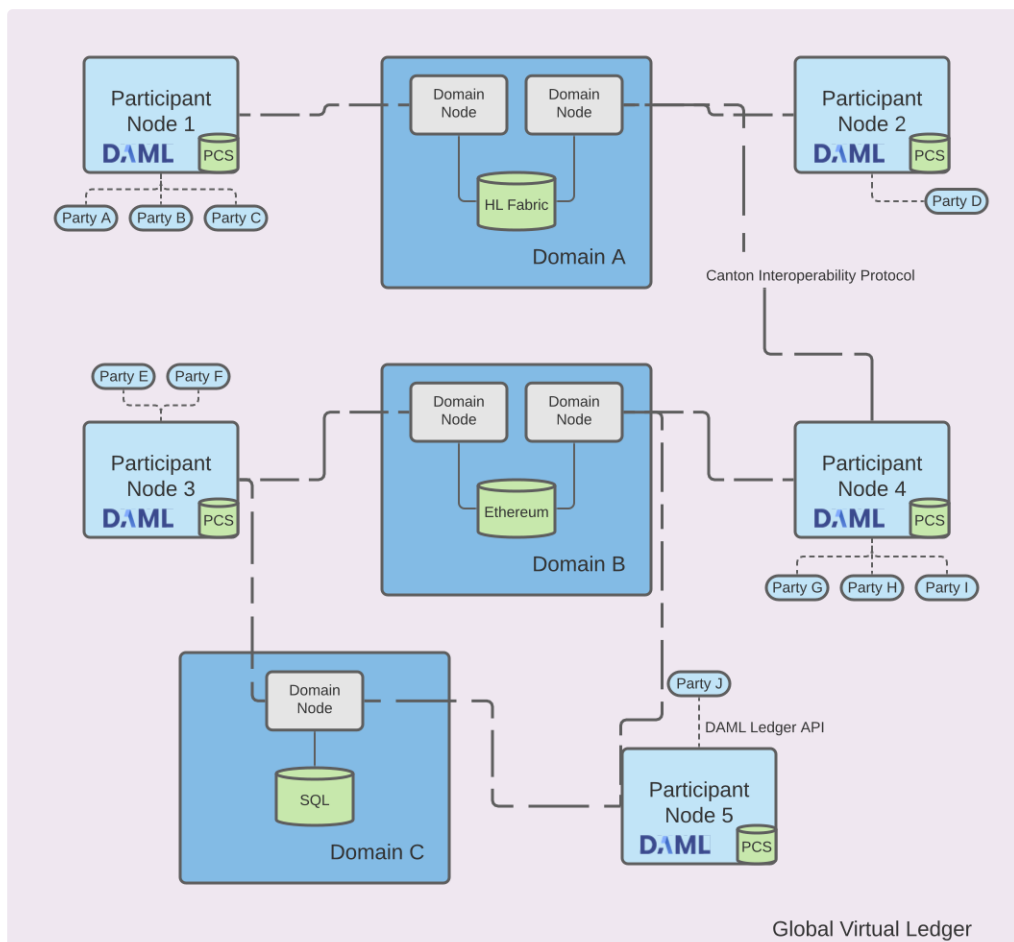 Participant
Node 1
DAML
PCS
Party A
Party B
Party C
Domain
Node
Domain
Node
HL Fabric
Domain A
Participant
Node 2
DAML
PCS
Party D
Canton Interoperability Protocol
Party E
Party F
Participant
Node 3
DAML
PCS
Domain
Node
Domain
Node
Ethereum
Domain B
Participant
Node 4
DAML
PCS
Party G
Party H
Party I
Domain
Node
SQL
Domain C
Party J
DAML Ledger API
Participant
Node 5
DAML
PCS
Global Virtual Ledger